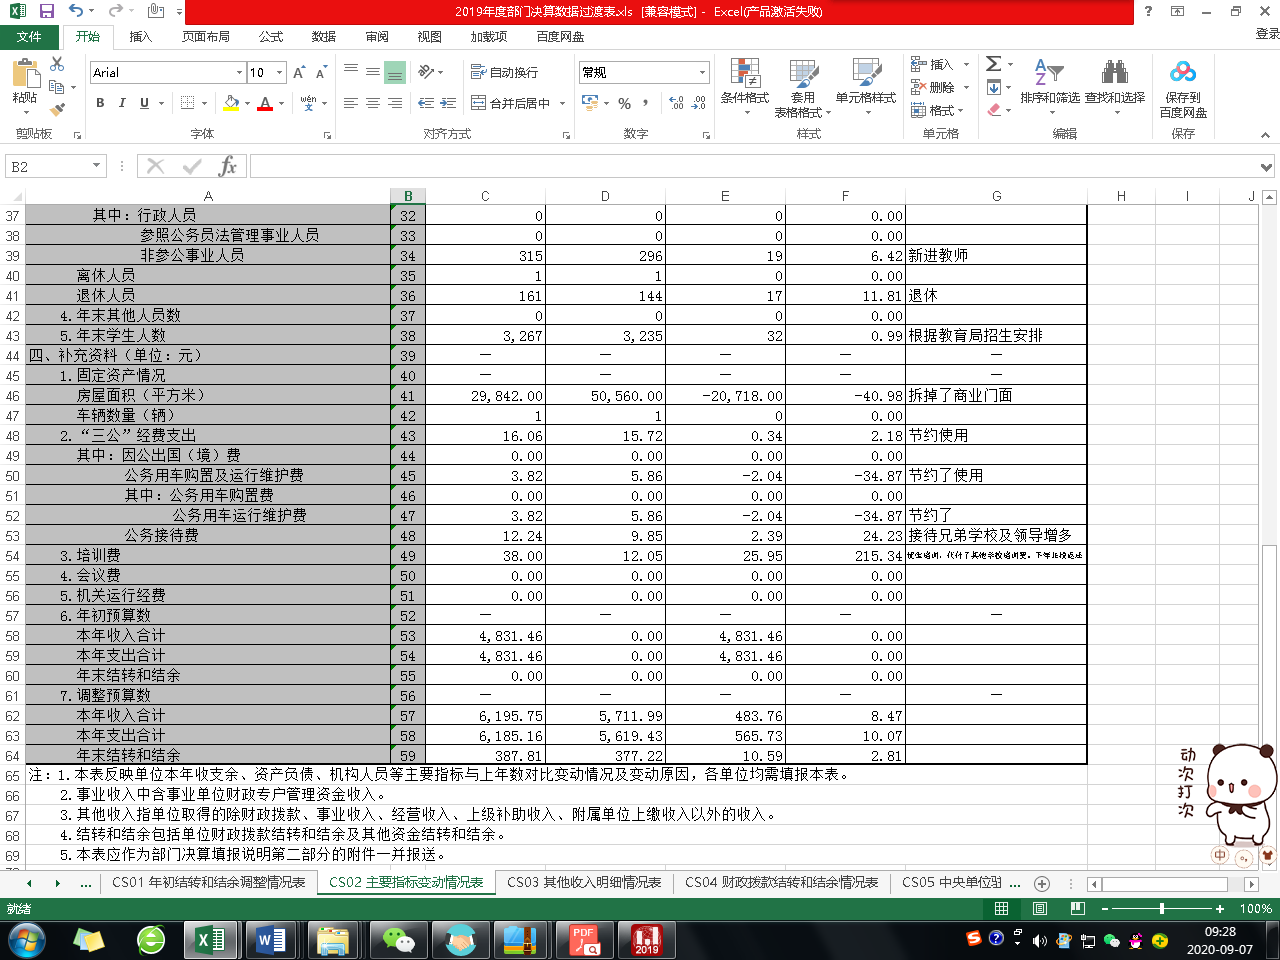 2019年度部门决算数据过渡表.xls [兼容模式] - Excel(产品激活失败)
文件 开始 插入 页面布局 公式 数据 审阅 视图 加载项 百度网盘 登录
粘贴 Arial 10 自动换行 合并后居中 常规 条件格式 套用 表格格式 单元格样式 插入 删除 格式 排序和筛选 查找和选择 保存到 百度网盘
剪贴板 字体 对齐方式 数字 样式 单元格 编辑 保存
B2
A B C D E F G H I J
37 其中：行政人员 32 0 0 0 0.00
38 参照公务员法管理事业人员 33 0 0 0 0.00
39 非参公事业人员 34 315 296 19 6.42 新进教师
40 离休人员 35 1 1 0 0.00
41 退休人员 36 161 144 17 11.81 退休
42 4.年末其他人员数 37 0 0 0 0.00
43 5.年末学生人数 38 3,267 3,235 32 0.99 根据教育局招生安排
44 四、补充资料（单位：元） 39 — — — — —
45 1.固定资产情况 40 — — — — —
46 房屋面积（平方米） 41 29,842.00 50,560.00 -20,718.00 -40.98 拆掉了商业门面
47 车辆数量（辆） 42 1 1 0 0.00
48 2.“三公”经费支出 43 16.06 15.72 0.34 2.18 节约使用
49 其中：因公出国（境）费 44 0.00 0.00 0.00 0.00
50 公务用车购置及运行维护费 45 3.82 5.86 -2.04 -34.87 节约了使用
51 其中：公务用车购置费 46 0.00 0.00 0.00 0.00
52 公务用车运行维护费 47 3.82 5.86 -2.04 -34.87 节约了
53 公务接待费 48 12.24 9.85 2.39 24.23 接待兄弟学校及领导增多
54 3.培训费 49 38.00 12.05 25.95 215.34
55 4.会议费 50 0.00 0.00 0.00 0.00
56 5.机关运行经费 51 0.00 0.00 0.00 0.00
57 6.年初预算数 52 — — — — —
58 本年收入合计 53 4,831.46 0.00 4,831.46 0.00
59 本年支出合计 54 4,831.46 0.00 4,831.46 0.00
60 年末结转和结余 55 0.00 0.00 0.00 0.00
61 7.调整预算数 56 — — — — —
62 本年收入合计 57 6,195.75 5,711.99 483.76 8.47
63 本年支出合计 58 6,185.16 5,619.43 565.73 10.07
64 年末结转和结余 59 387.81 377.22 10.59 2.81
65 注：1.本表反映单位本年收支余、资产负债、机构人员等主要指标与上年数对比变动情况及变动原因，各单位均需填报本表。
66 2.事业收入中含事业单位财政专户管理资金收入。
67 3.其他收入指单位取得的除财政拨款、事业收入、经营收入、上级补助收入、附属单位上缴收入以外的收入。
68 4.结转和结余包括单位财政拨款结转和结余及其他资金结转和结余。
69 5.本表应作为部门决算填报说明第二部分的附件一并报送。
动次打次
中
... CS01 年初结转和结余调整情况表 CS02 主要指标变动情况表 CS03 其他收入明细情况表 CS04 财政拨款结转和结余情况表 CS05 中央单位驻 ...
就绪 100%
PDF 2019 09:28
2020-09-07